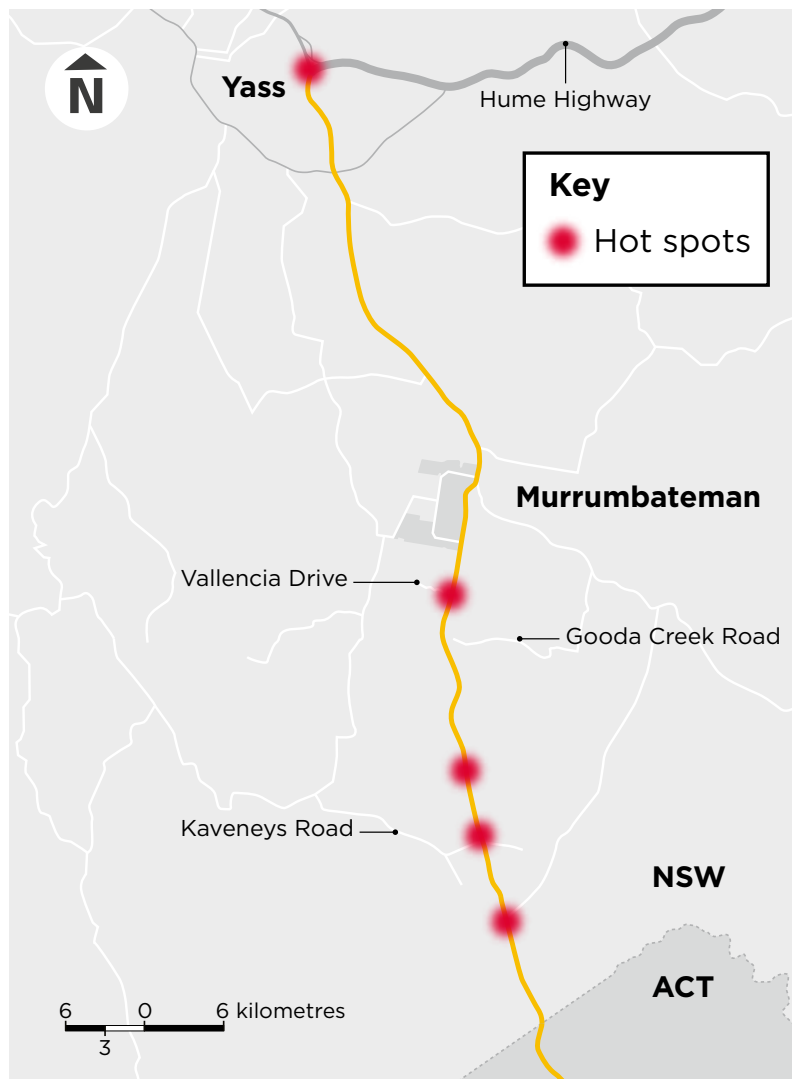 N
Yass
Hume Highway
Key
Hot spots
Murrumbateman
Vallencia Drive
Gooda Creek Road
Kaveneys Road
NSW
ACT
6 0 6 kilometres
3